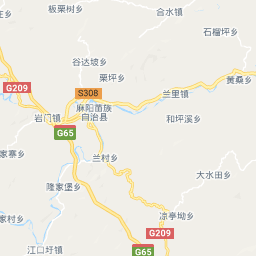 板栗树乡
合水镇
石榴坪乡
谷达坡乡
栗坪乡
黄桑乡
G209
S308
兰里镇
麻阳苗族
自治县
岩门镇
和坪溪乡
G65
家寨乡
兰村乡
大水田乡
隆家堡乡
家村乡
凉亭坳乡
G209
江口圩镇
G65